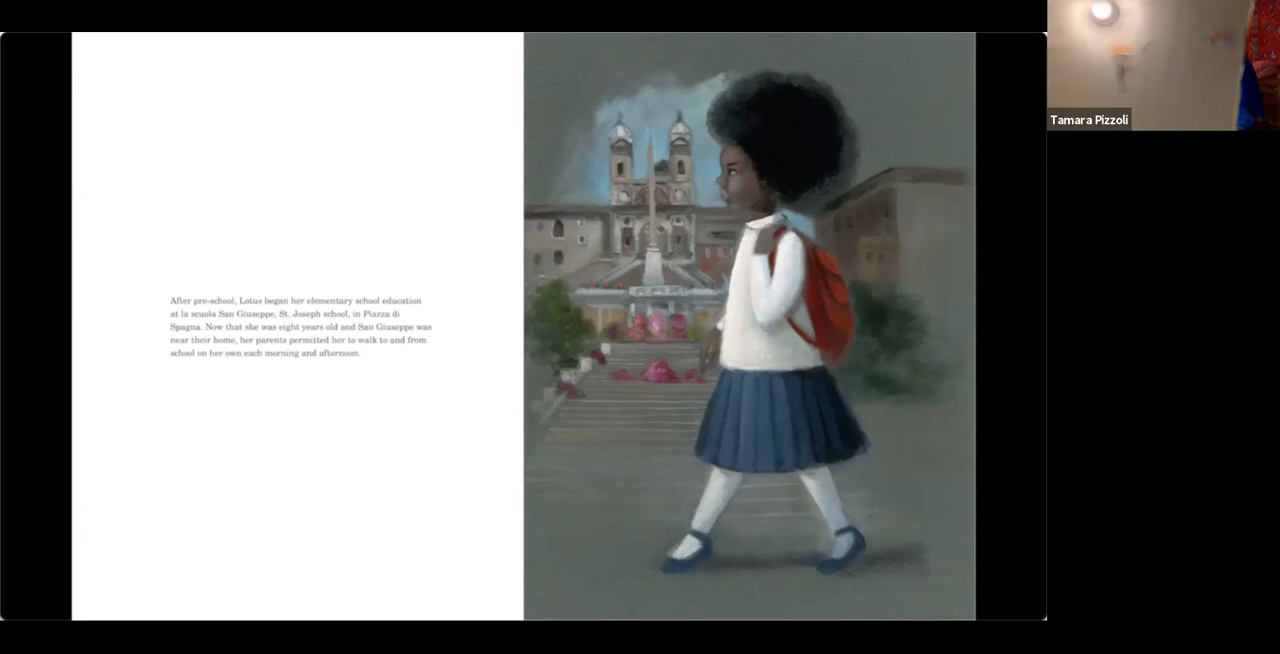 After pre-school, Lotus began her elementary school education
at la scuola San Giuseppe, St. Joseph school, in Piazza di
Spagna. Now that she was eight years old and San Giuseppe was
near their home, her parents permitted her to walk to and from
school on her own each morning and afternoon.
Tamara Pizzoli